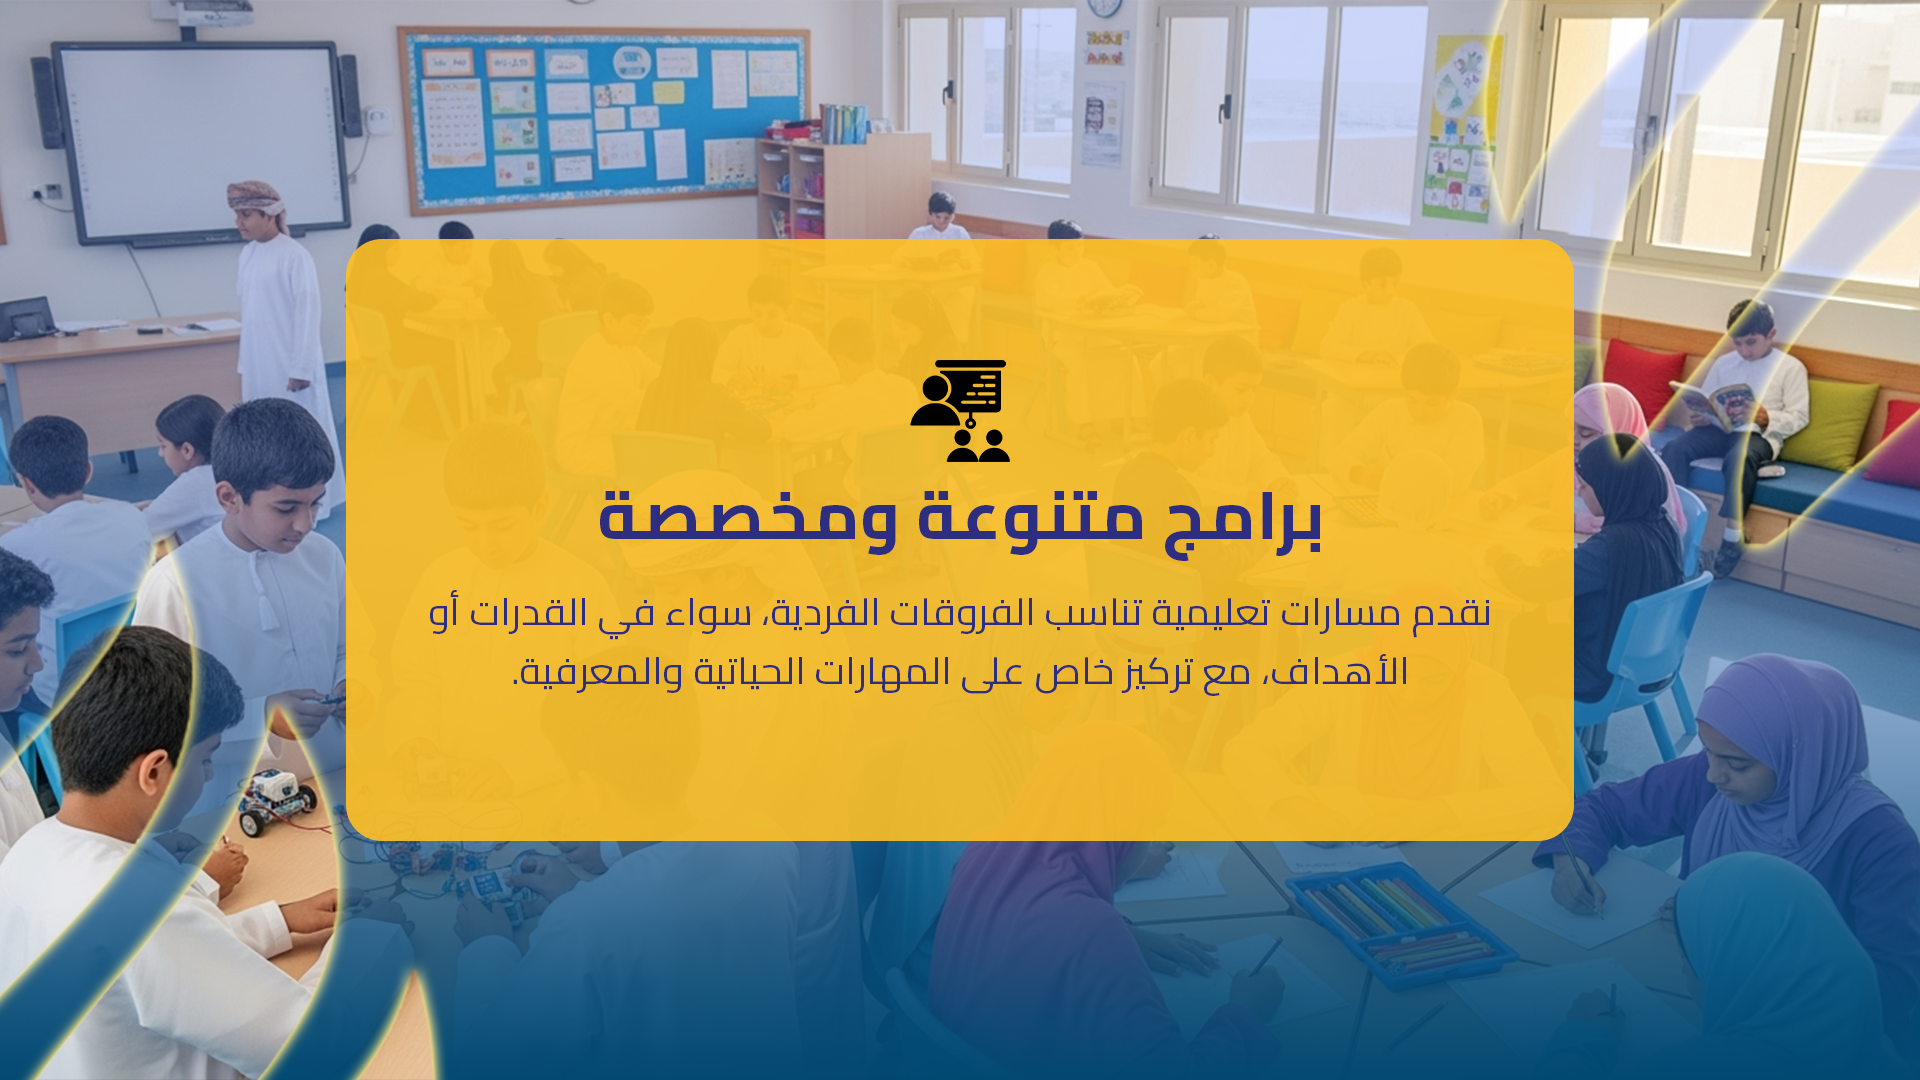 برامج متنوعة ومخصصة
نقدم مسارات تعليمية تناسب الفروقات الفردية، سواء في القدرات أو
الأهداف، مع تركيز خاص على المهارات الحياتية والمعرفية.